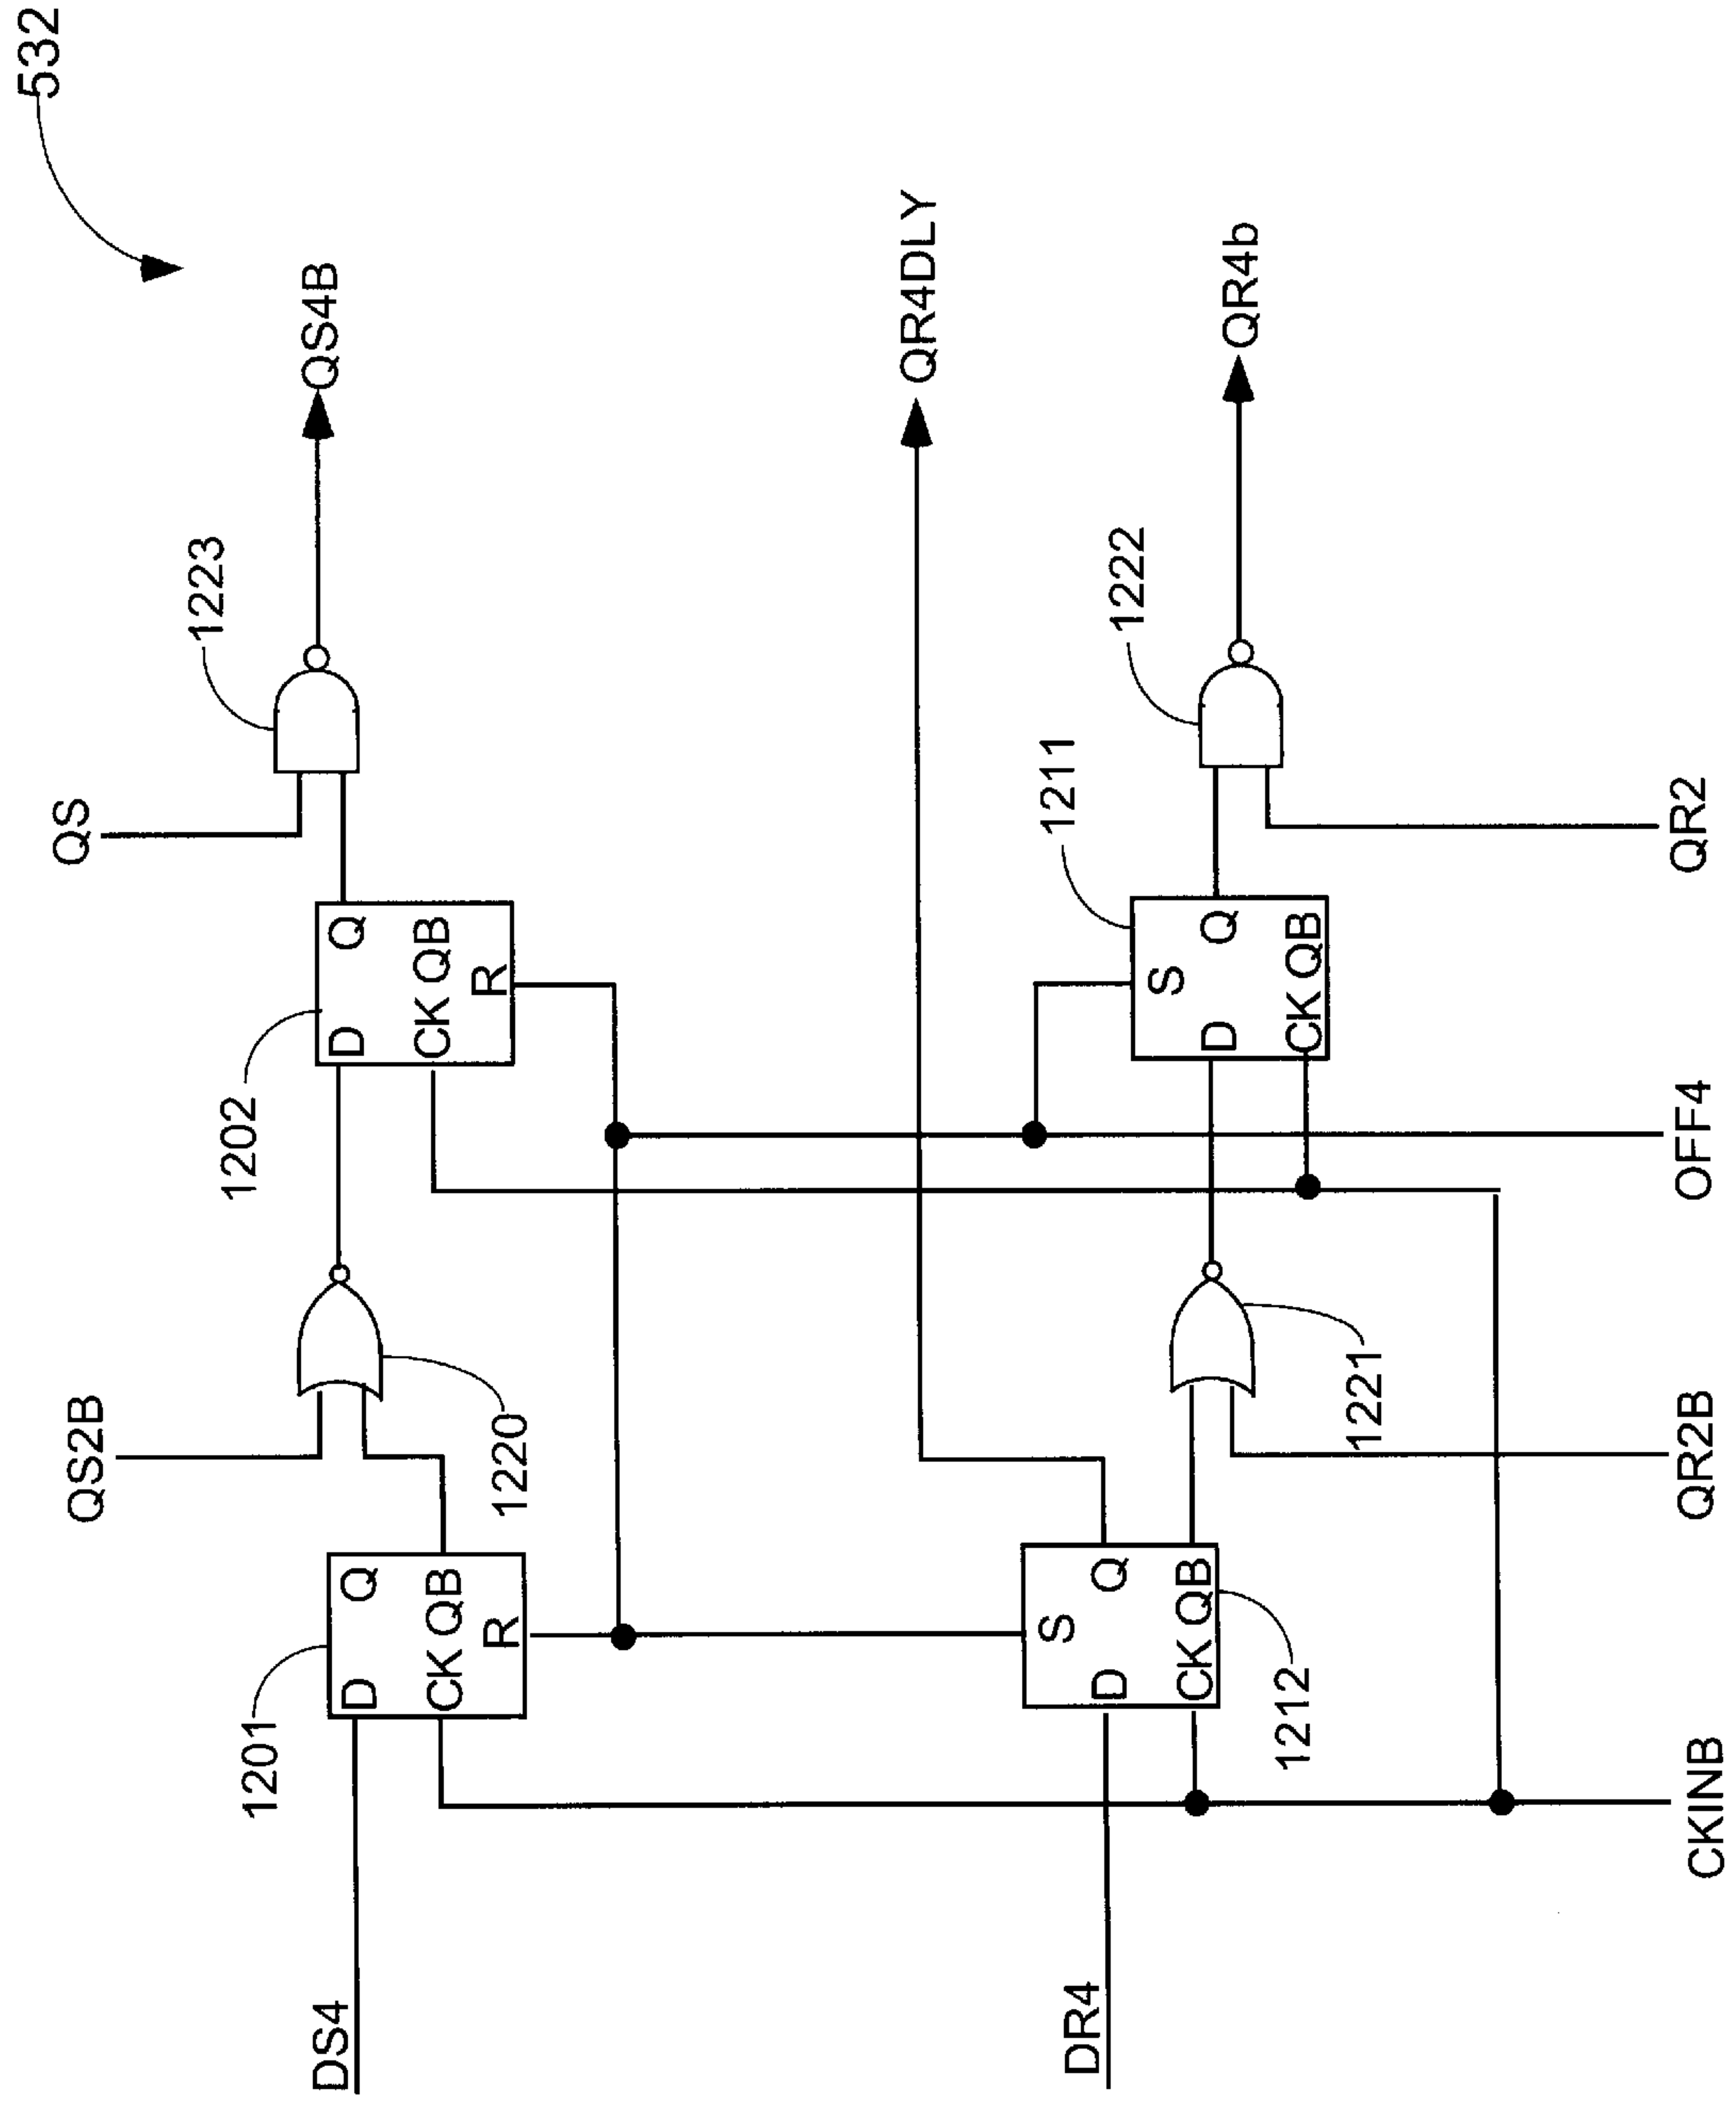 532
QS
QS2B
1223
QS4B
1202
D Q
CK QB
R
1220
1201
D Q
CK QB
R
DS4
QR4DLY
1211
S
D Q
CK QB
1222
QR4b
S
D Q
CK QB
1212
1221
DR4
CKINB
QR2B
OFF4
QR2